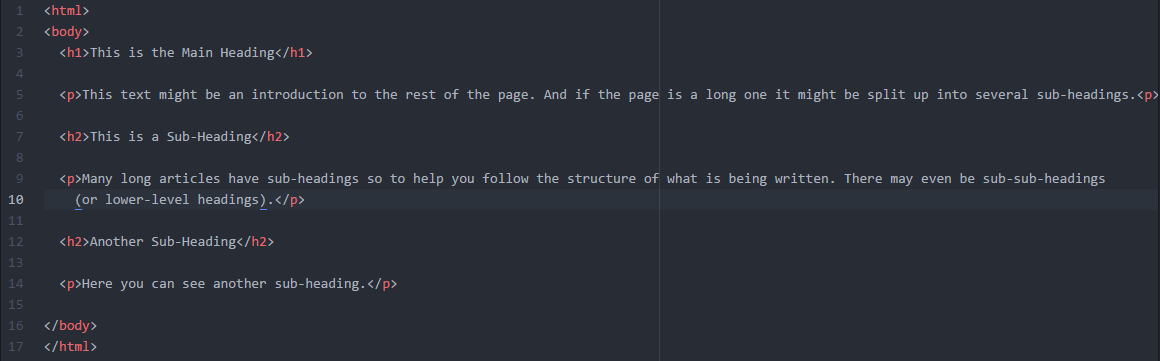 1 <html>
2 <body>
3 <h1>This is the Main Heading</h1>
4
5 <p>This text might be an introduction to the rest of the page. And if the page is a long one it might be split up into several sub-headings.<p>
6
7 <h2>This is a Sub-Heading</h2>
8
9 <p>Many long articles have sub-headings so to help you follow the structure of what is being written. There may even be sub-sub-headings
10 (or lower-level headings).</p>
11
12 <h2>Another Sub-Heading</h2>
13
14 <p>Here you can see another sub-heading.</p>
15
16 </body>
17 </html>